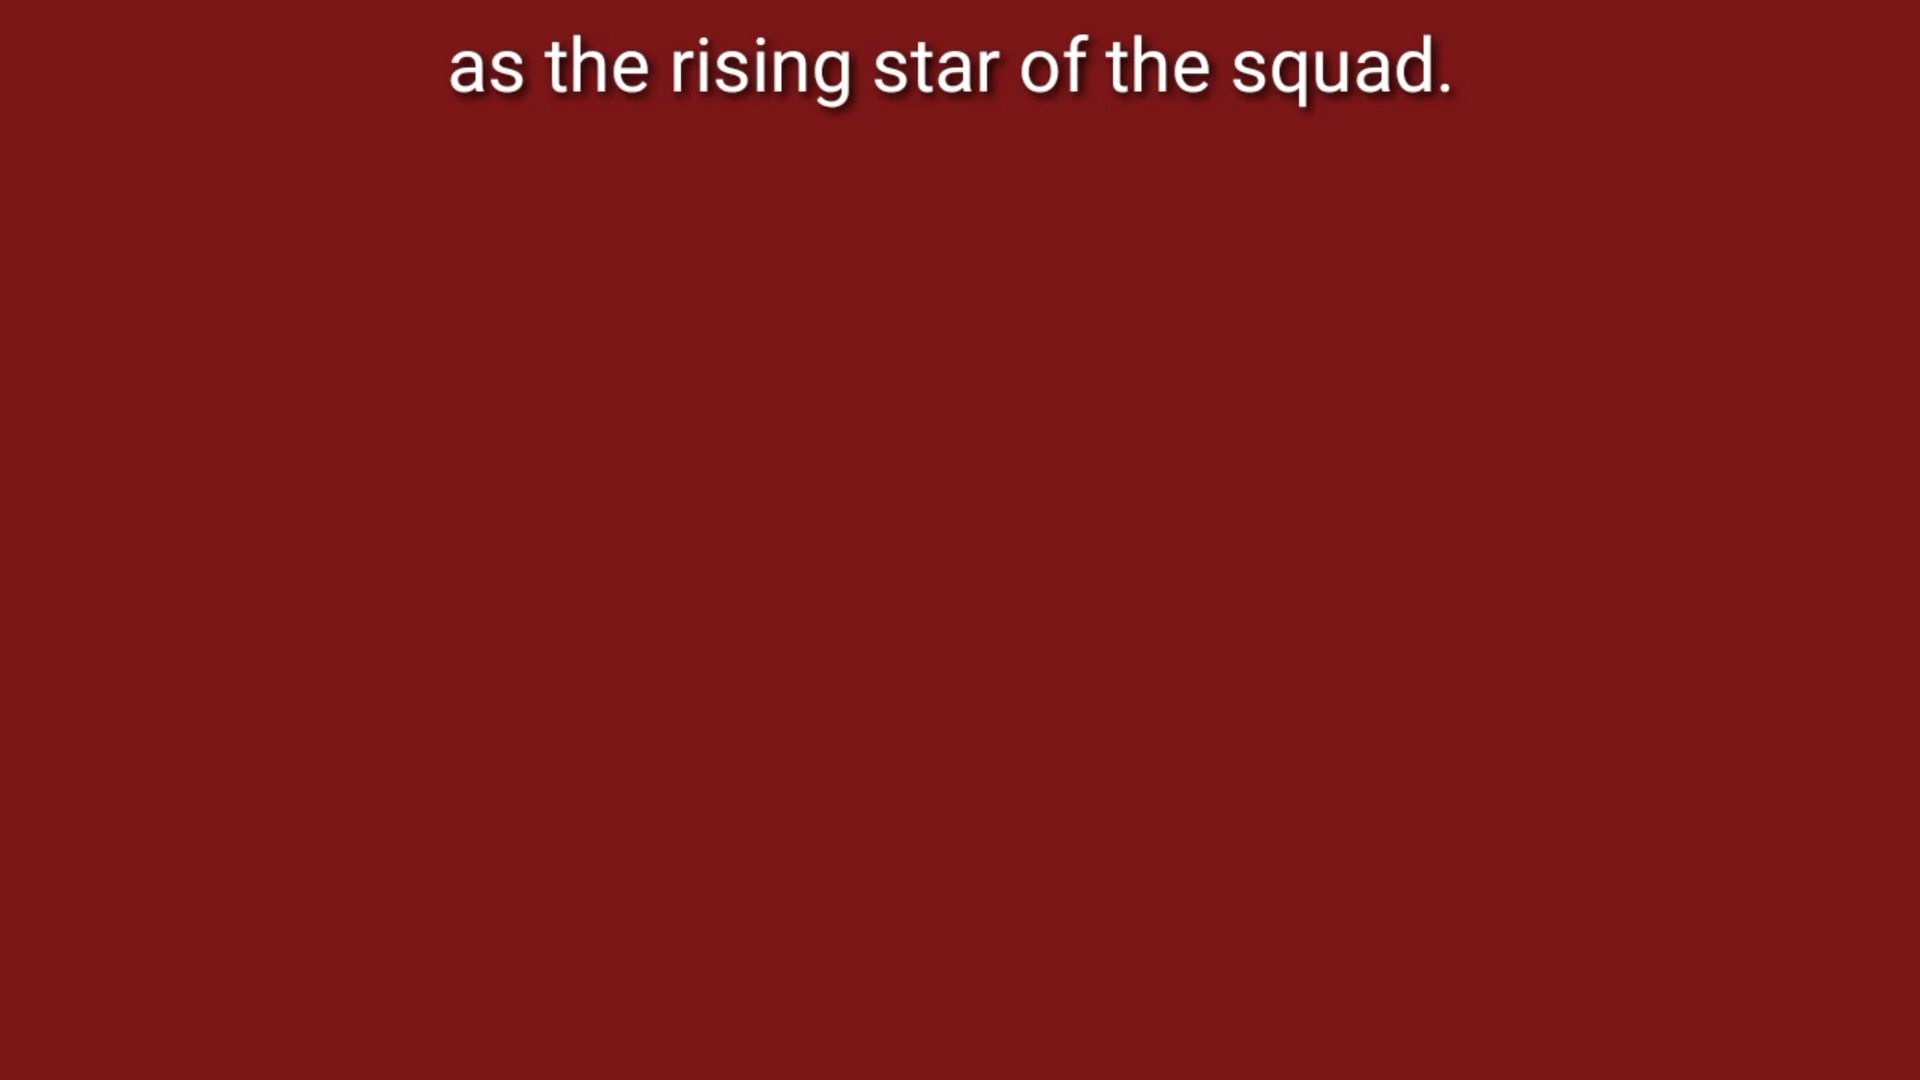 as the rising star of the squad.